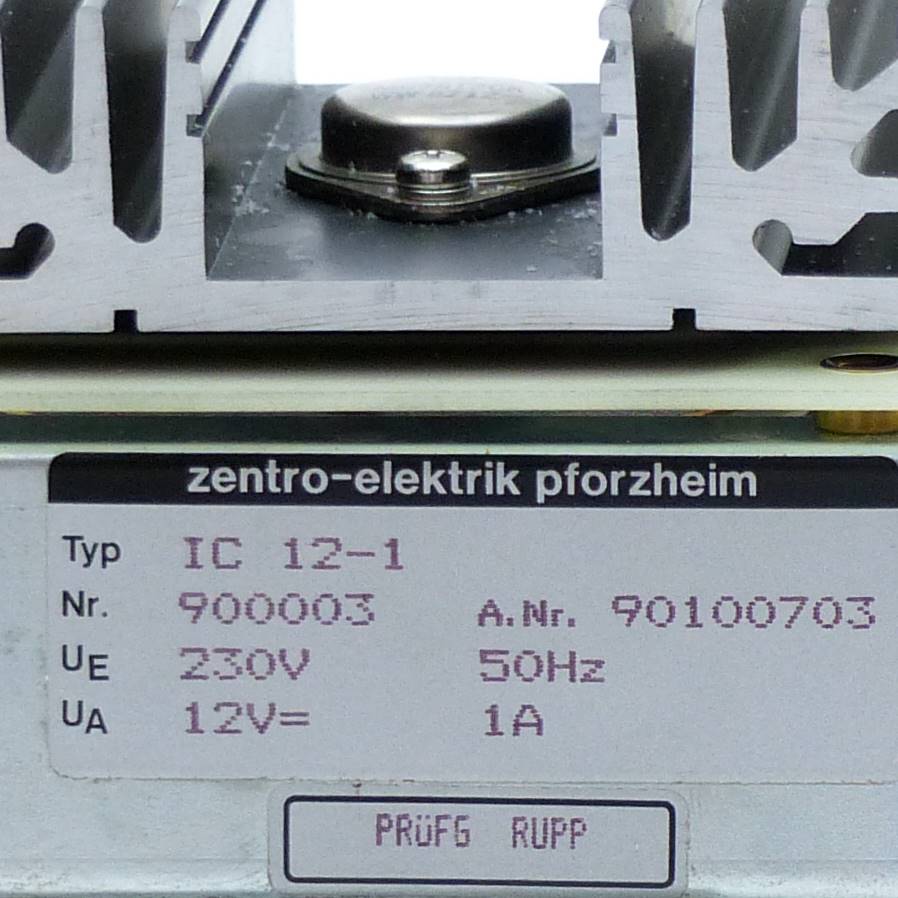 zentro-elektrik pforzheim
Typ IC 12-1
Nr. 900003 A.Nr. 90100703
UE 230V 50Hz
UA 12V= 1A
PRüFG RUPP